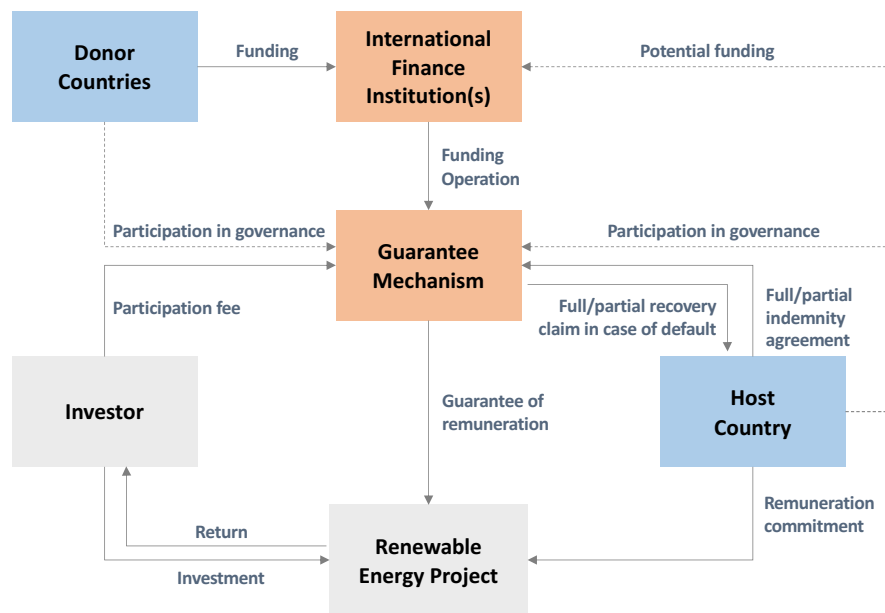 Donor
Countries
Funding
International
Finance
Institution(s)
Potential funding
Funding
Operation
Participation in governance
Guarantee
Mechanism
Participation in governance
Participation fee
Full/partial recovery
claim in case of default
Full/partial
indemnity
agreement
Investor
Guarantee of
remuneration
Host
Country
Remuneration
commitment
Return
Investment
Renewable
Energy Project